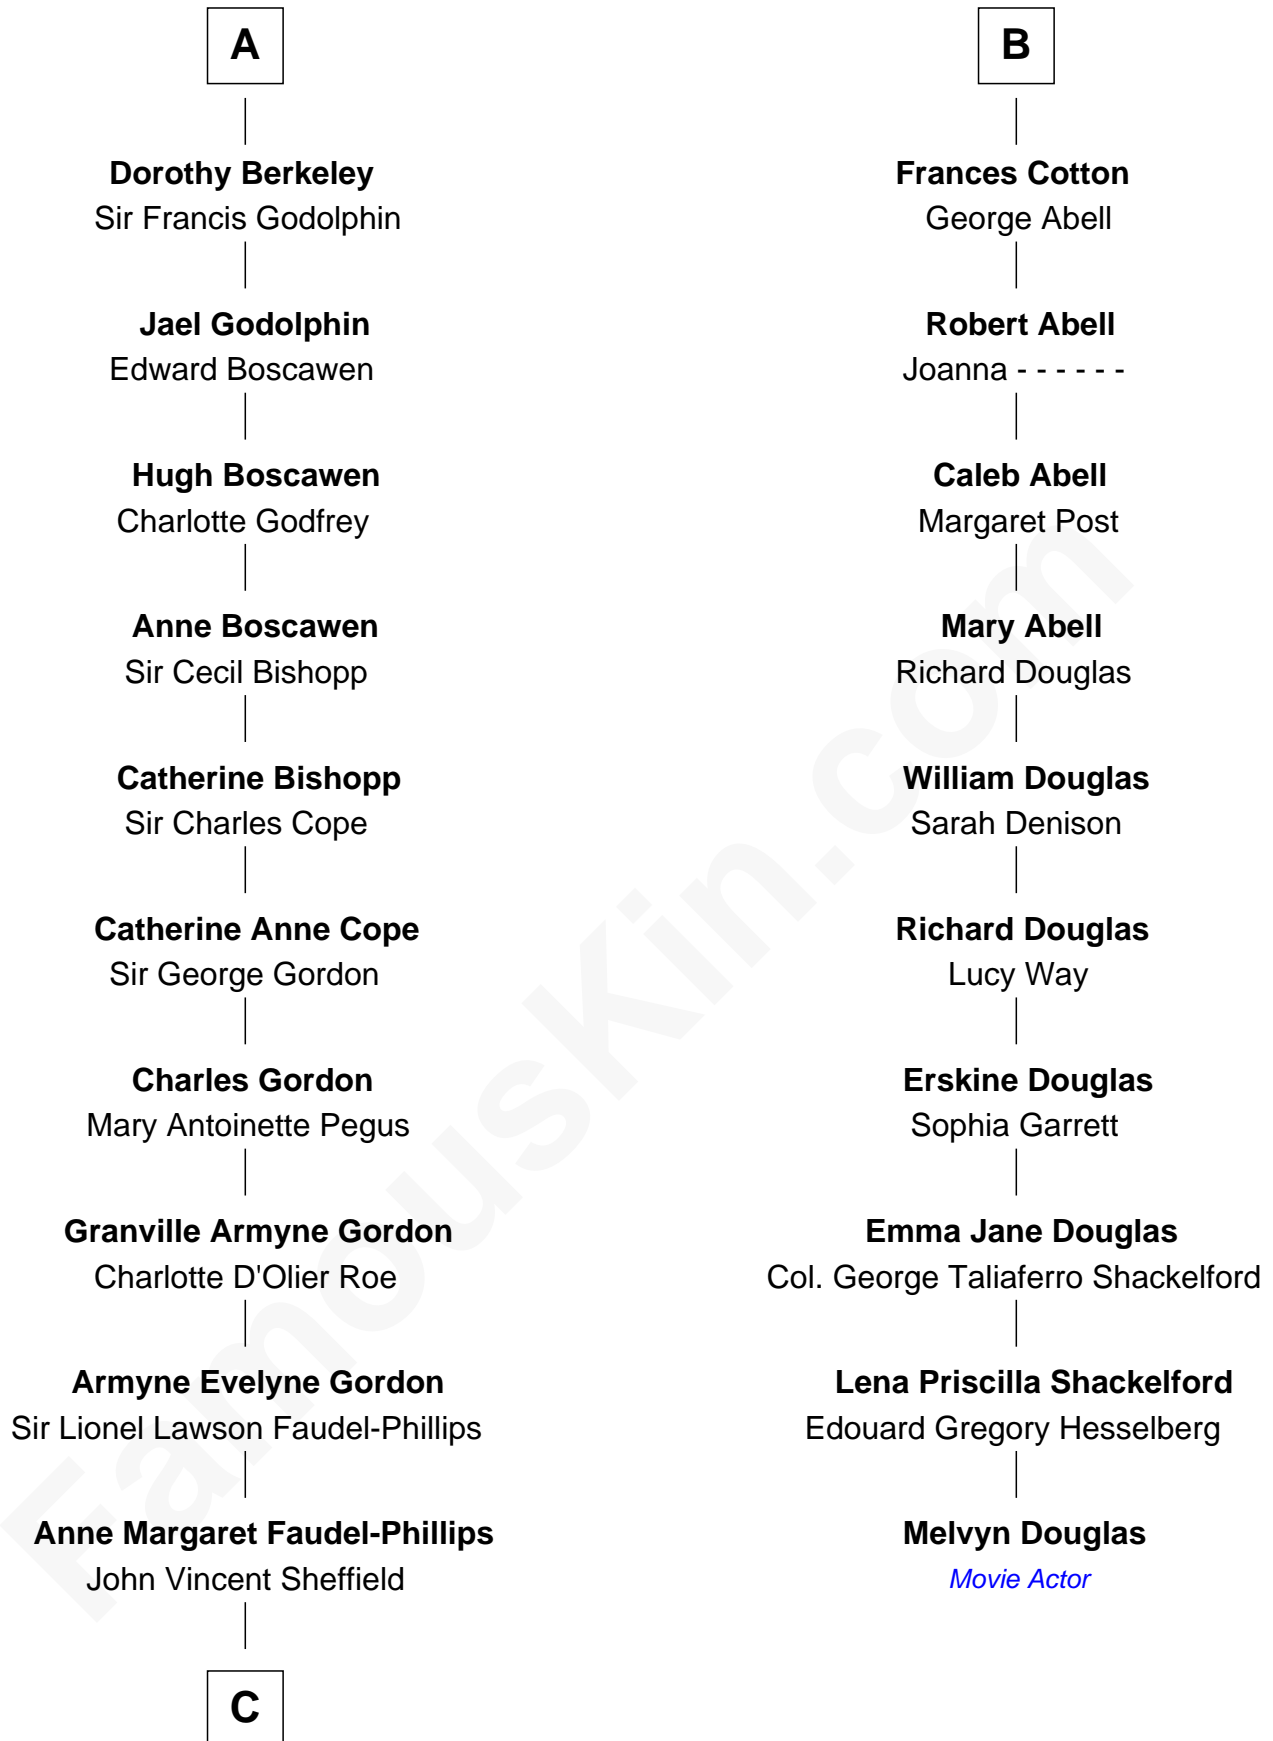 A
Dorothy Berkeley
Sir Francis Godolphin
Jael Godolphin
Edward Boscawen
Hugh Boscawen
Charlotte Godfrey
Anne Boscawen
Sir Cecil Bishopp
Catherine Bishopp
Sir Charles Cope
Catherine Anne Cope
Sir George Gordon
Charles Gordon
Mary Antoinette Pegus
Granville Armyne Gordon
Charlotte D'Olier Roe
Armyne Evelyne Gordon
Sir Lionel Lawson Faudel-Phillips
Anne Margaret Faudel-Phillips
John Vincent Sheffield
C
B
Frances Cotton
George Abell
Robert Abell
Joanna - - - - - -
Caleb Abell
Margaret Post
Mary Abell
Richard Douglas
William Douglas
Sarah Denison
Richard Douglas
Lucy Way
Erskine Douglas
Sophia Garrett
Emma Jane Douglas
Col. George Taliaferro Shackelford
Lena Priscilla Shackelford
Edouard Gregory Hesselberg
Melvyn Douglas
Movie Actor
FamousKin.com